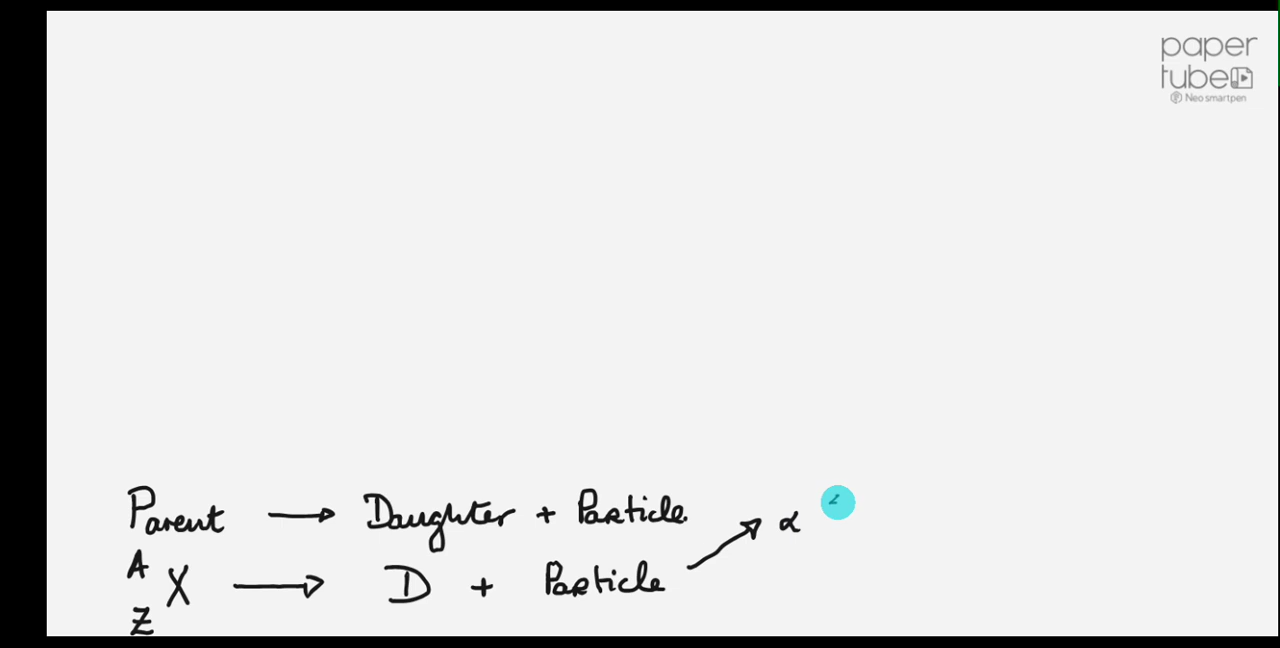 paper
tube
Neo smartpen
Parent → Daughter + Particle
A
X → D + Particle ↗ α
Z